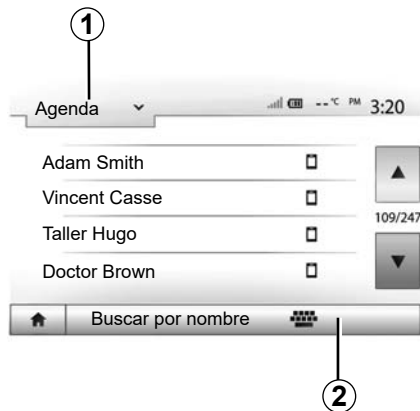 1
Agenda
--°C PM 3:20
Adam Smith
Vincent Casse
Taller Hugo
109/247
Doctor Brown
Buscar por nombre
2